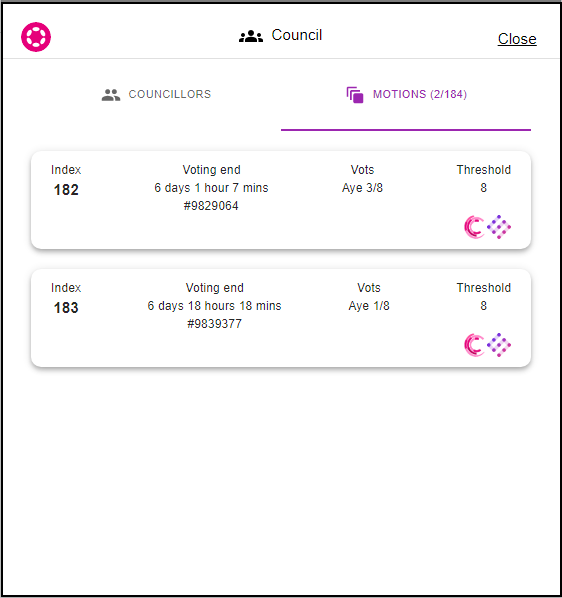 Council
Close
COUNCILLORS
MOTIONS (2/184)
Index
Voting end
Vots
Threshold
182
6 days 1 hour 7 mins
Aye 3/8
8
#9829064
Index
Voting end
Vots
Threshold
183
6 days 18 hours 18 mins
Aye 1/8
8
#9839377